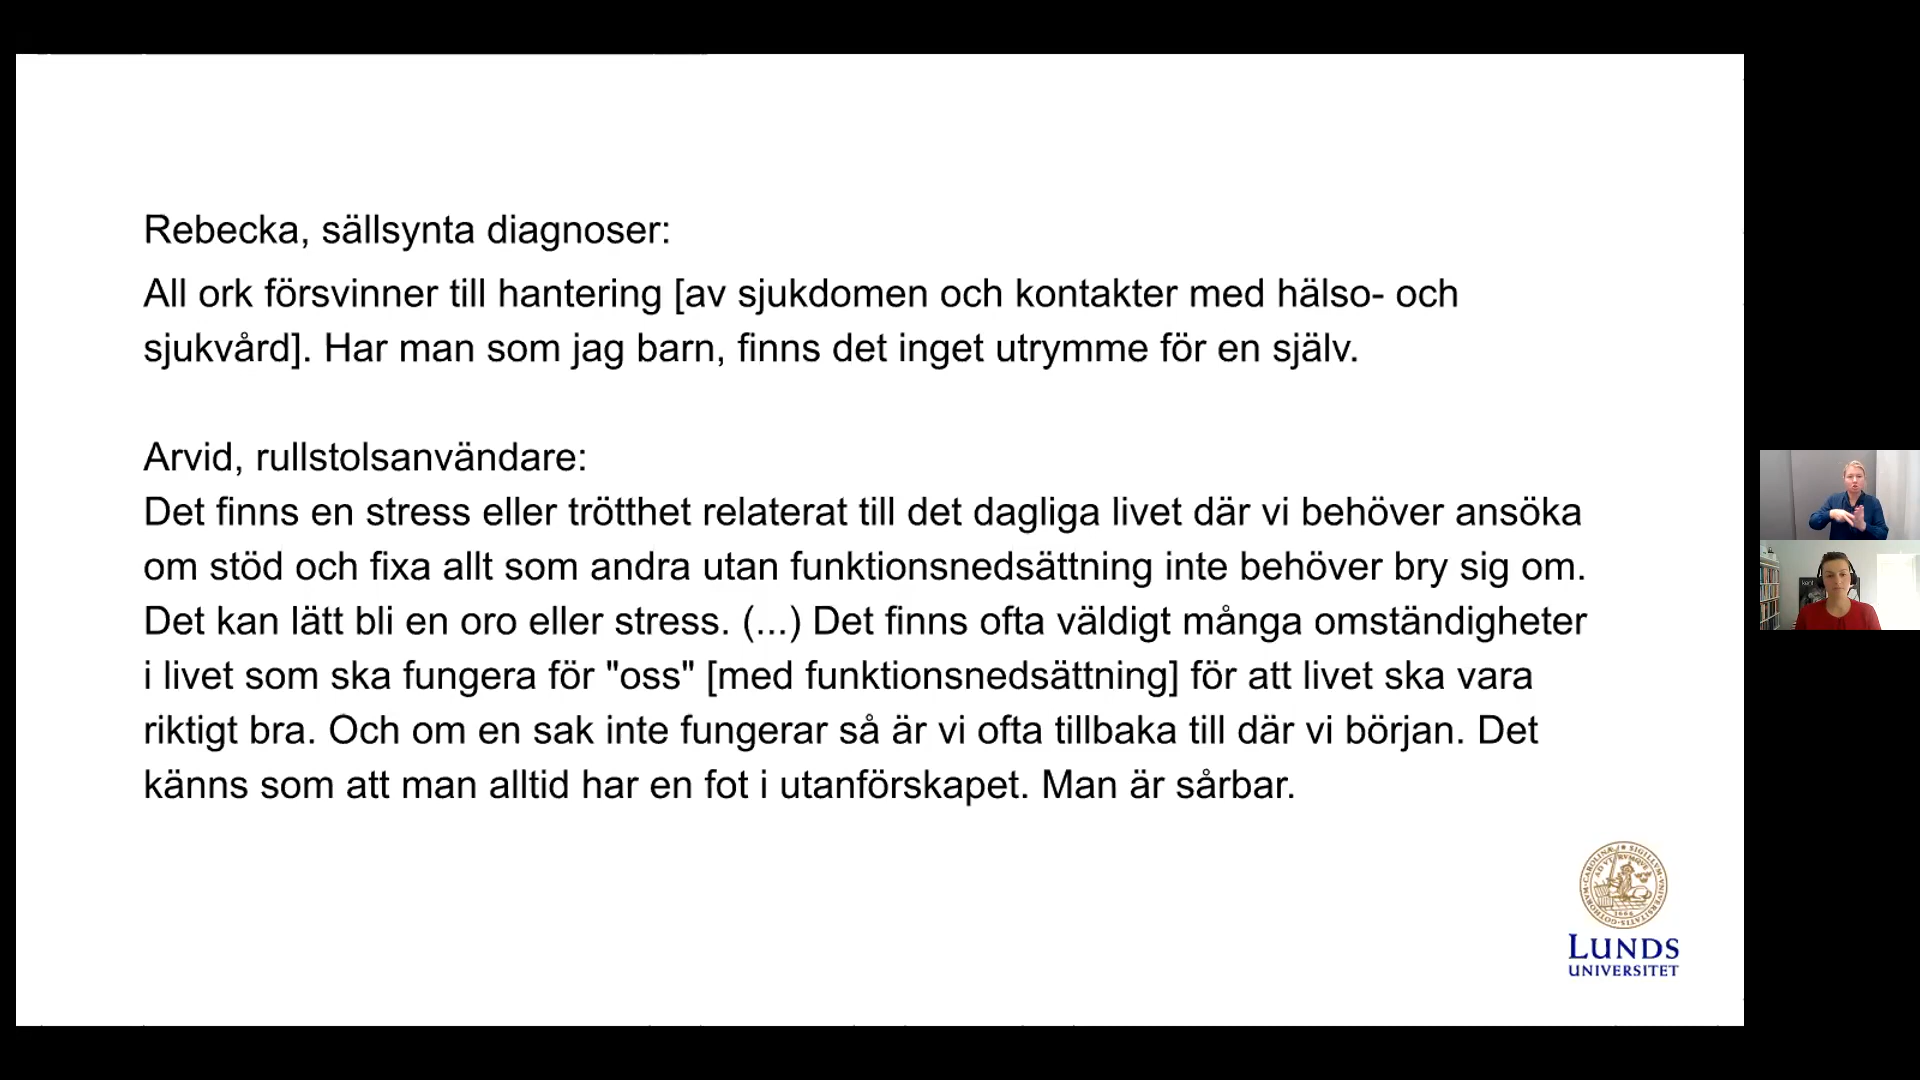 Rebecka, sällsynta diagnoser:
All ork försvinner till hantering [av sjukdomen och kontakter med hälso- och
sjukvård]. Har man som jag barn, finns det inget utrymme för en själv.
Arvid, rullstolsanvändare:
Det finns en stress eller trötthet relaterat till det dagliga livet där vi behöver ansöka
om stöd och fixa allt som andra utan funktionsnedsättning inte behöver bry sig om.
Det kan lätt bli en oro eller stress. (...) Det finns ofta väldigt många omständigheter
i livet som ska fungera för "oss" [med funktionsnedsättning] för att livet ska vara
riktigt bra. Och om en sak inte fungerar så är vi ofta tillbaka till där vi började. Det
känns som att man alltid har en fot i utanförskapet. Man är sårbar.
LUNDS
UNIVERSITET